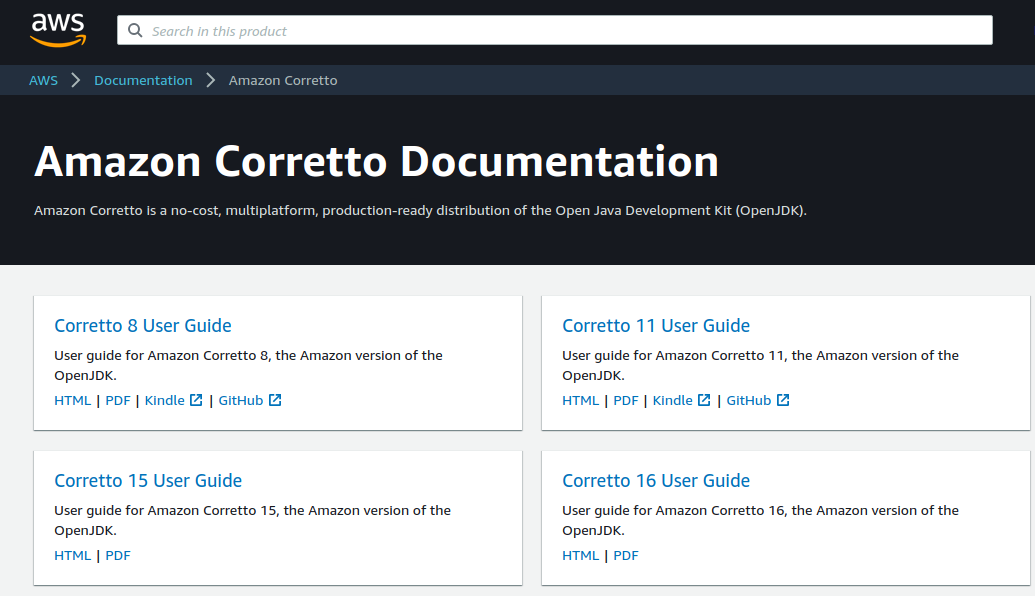 aws
Search in this product
AWS > Documentation > Amazon Corretto
Amazon Corretto Documentation
Amazon Corretto is a no-cost, multiplatform, production-ready distribution of the Open Java Development Kit (OpenJDK).
Corretto 8 User Guide
User guide for Amazon Corretto 8, the Amazon version of the
OpenJDK.
HTML | PDF | Kindle | GitHub
Corretto 11 User Guide
User guide for Amazon Corretto 11, the Amazon version of the
OpenJDK.
HTML | PDF | Kindle | GitHub
Corretto 15 User Guide
User guide for Amazon Corretto 15, the Amazon version of the
OpenJDK.
HTML | PDF
Corretto 16 User Guide
User guide for Amazon Corretto 16, the Amazon version of the
OpenJDK.
HTML | PDF